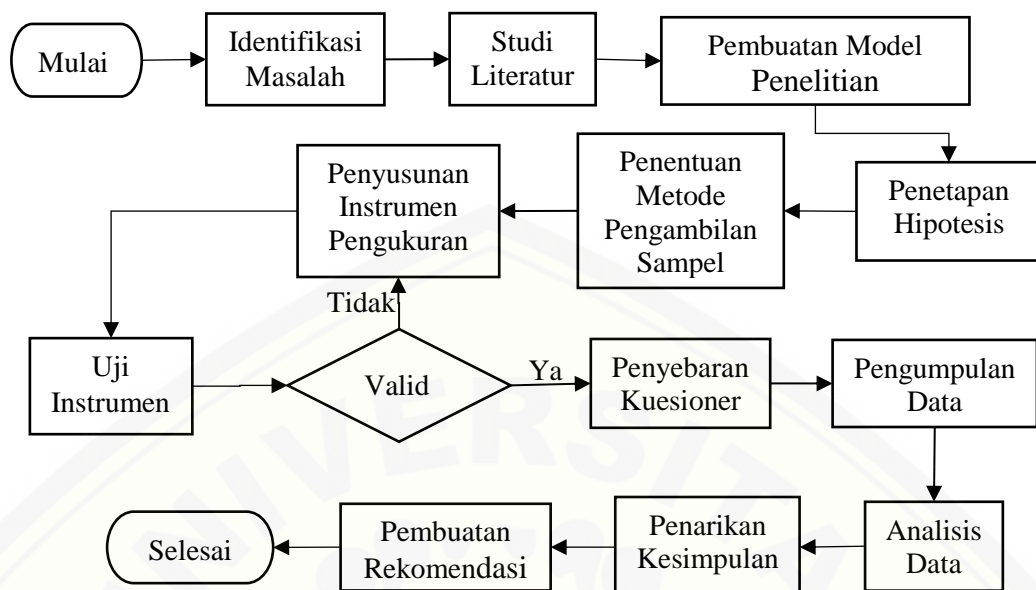 Mulai
Identifikasi
Masalah
Studi
Literatur
Pembuatan Model
Penelitian
Penetapan
Hipotesis
Penentuan
Metode
Pengambilan
Sampel
Penyusunan
Instrumen
Pengukuran
Uji
Instrumen
Valid
Tidak
Ya
Penyebaran
Kuesioner
Pengumpulan
Data
Analisis
Data
Penarikan
Kesimpulan
Pembuatan
Rekomendasi
Selesai